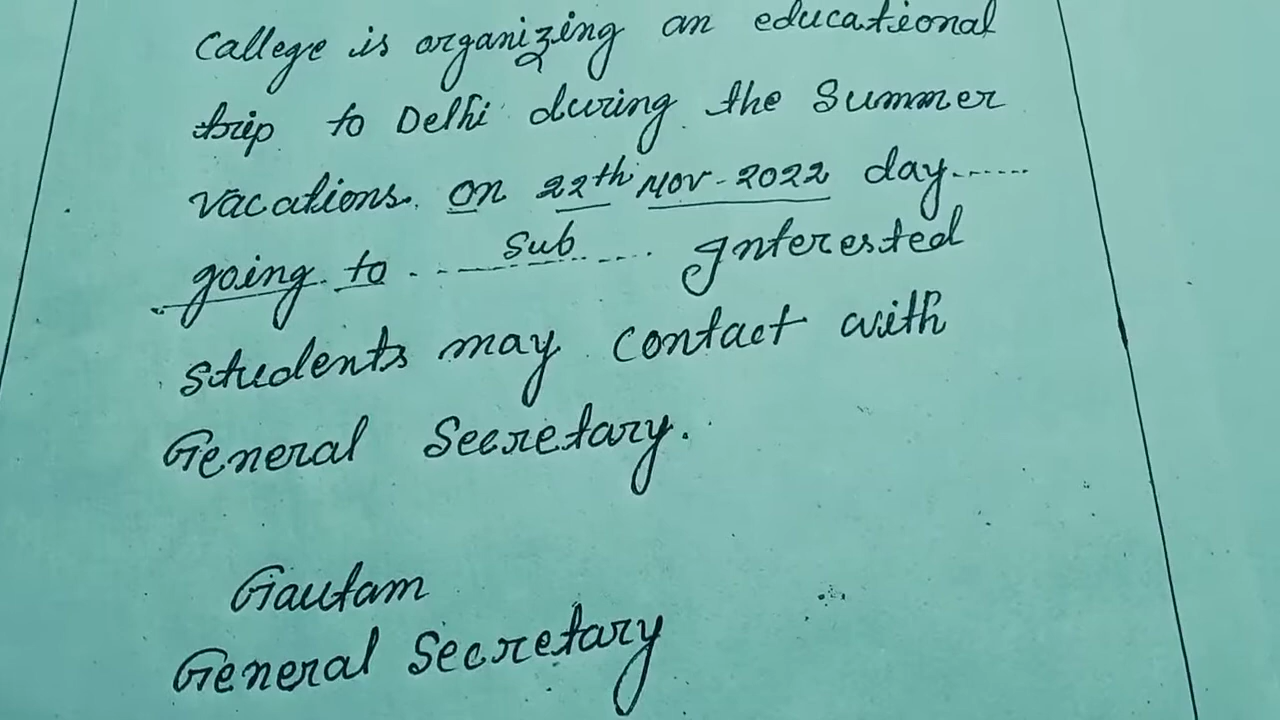 College is organizing an educational
trip to Delhi during the Summer
vacations. On 22th Nov-2022 day......
going to ........ Sub ........ Interested
students may contact with
General Secretary.
Gautam
General Secretary